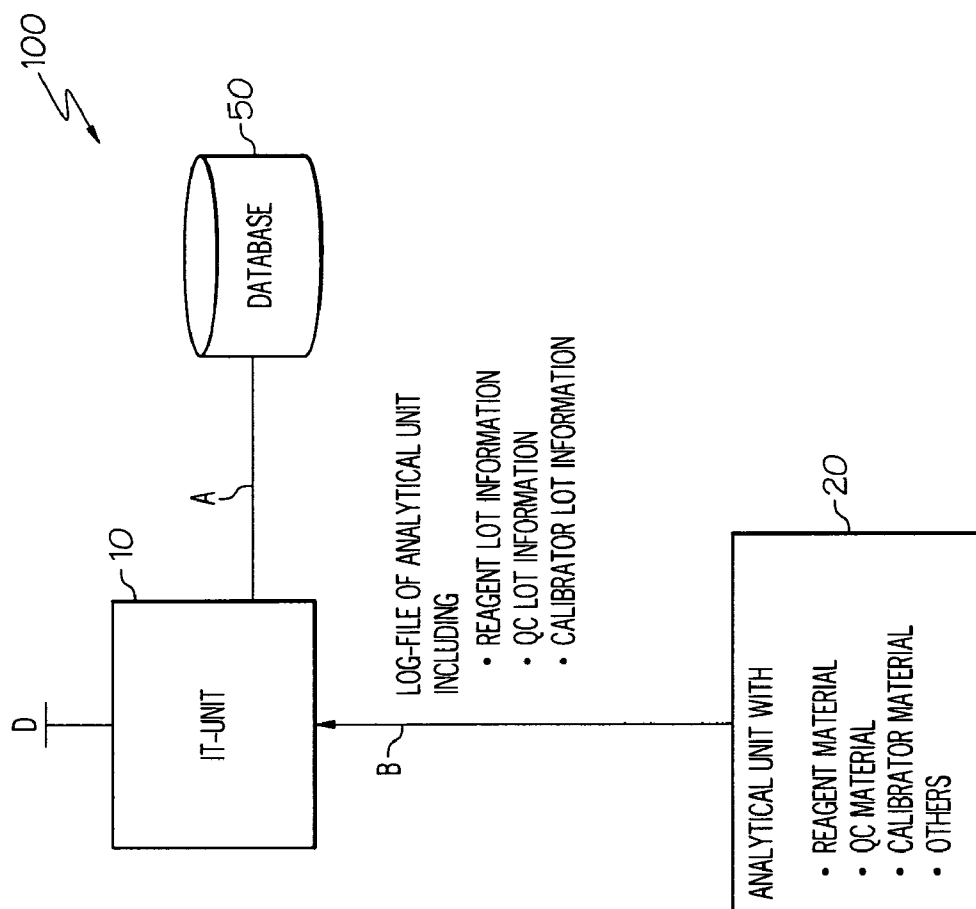 100
D
10
IT-UNIT
A
50
DATABASE
B
LOG-FILE OF ANALYTICAL UNIT
INCLUDING
• REAGENT LOT INFORMATION
• QC LOT INFORMATION
• CALIBRATOR LOT INFORMATION
20
ANALYTICAL UNIT WITH
• REAGENT MATERIAL
• QC MATERIAL
• CALIBRATOR MATERIAL
• OTHERS